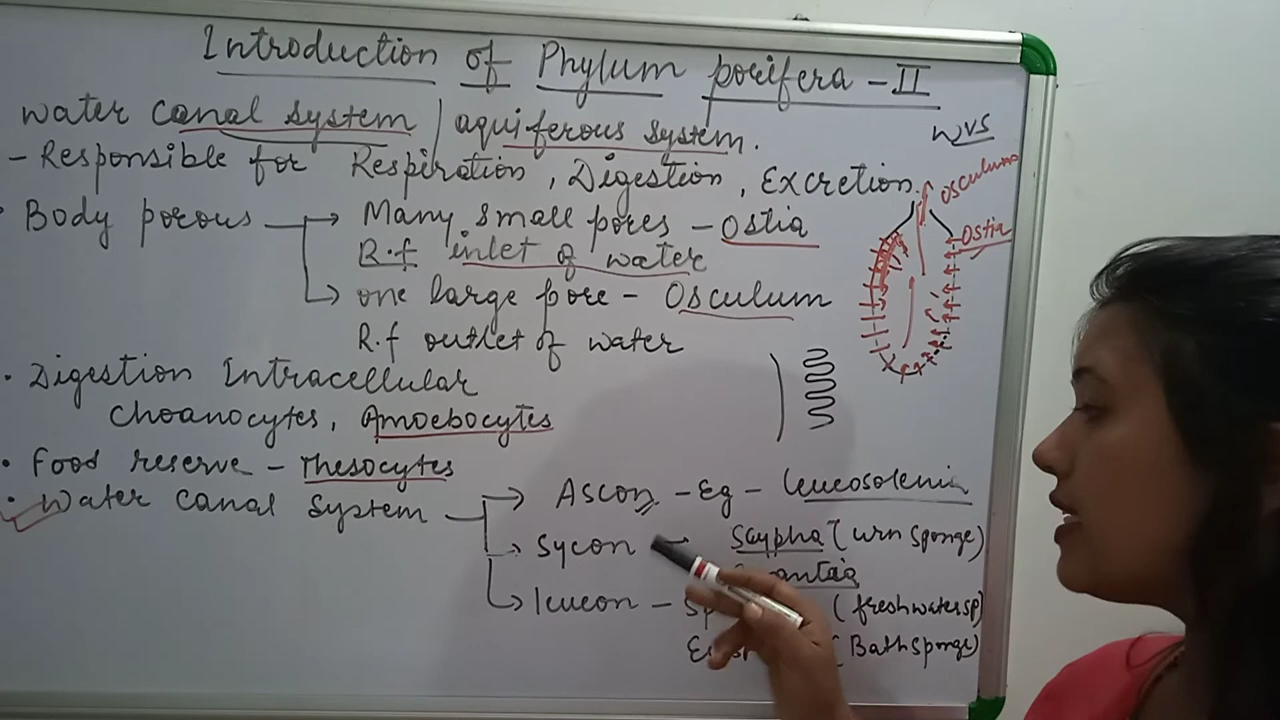 Introduction of Phylum porifera - II
water canal system / aquiferous system.
- Responsible for Respiration, Digestion, Excretion
WVS
Osculum
Ostia
• Body porous → Many small pores - Ostia
R.f inlet of water
→ one large pore - Osculum
R.f outlet of water
• Digestion Intracellular
Choanocytes, Amoebocytes
• Food reserve - Thesocytes
• Water Canal System → Ascon - Eg - leucosolenia
→ Sycon - Scypha (urn sponge)
→ leucon - (freshwater sp)
(Bath sponge)